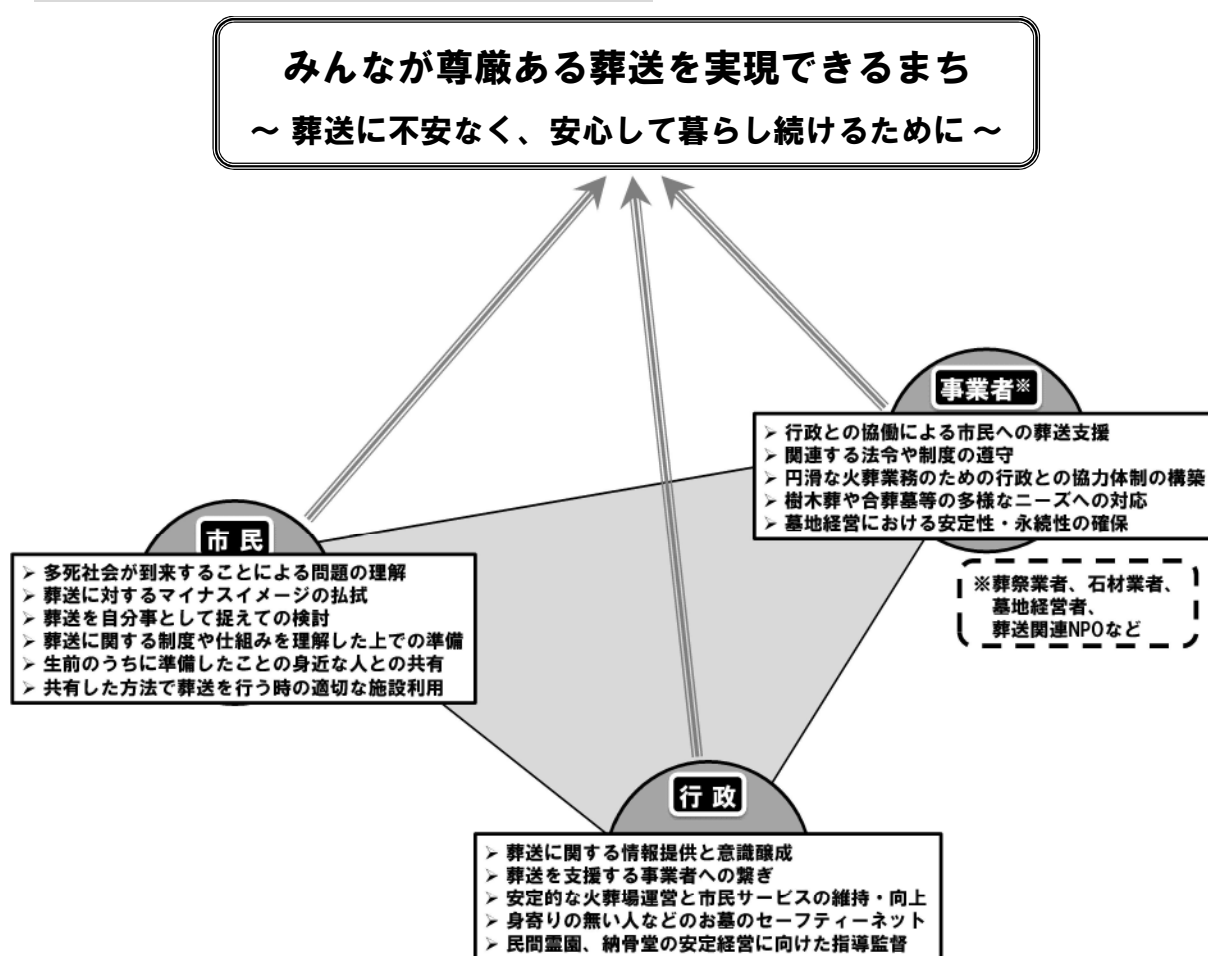 みんなが尊厳ある葬送を実現できるまち
～ 葬送に不安なく、安心して暮らし続けるために ～
事業者※
➢ 行政との協働による市民への葬送支援
➢ 関連する法令や制度の遵守
➢ 円滑な火葬業務のための行政との協力体制の構築
➢ 樹木葬や合葬墓等の多様なニーズへの対応
➢ 墓地経営における安定性・永続性の確保
※葬祭業者、石材業者、
墓地経営者、
葬送関連NPOなど
市 民
➢ 多死社会が到来することによる問題の理解
➢ 葬送に対するマイナスイメージの払拭
➢ 葬送を自分事として捉えての検討
➢ 葬送に関する制度や仕組みを理解した上での準備
➢ 生前のうちに準備したことの身近な人との共有
➢ 共有した方法で葬送を行う時の適切な施設利用
行 政
➢ 葬送に関する情報提供と意識醸成
➢ 葬送を支援する事業者への繋ぎ
➢ 安定的な火葬場運営と市民サービスの維持・向上
➢ 身寄りの無い人などのお墓のセーフティーネット
➢ 民間霊園、納骨堂の安定経営に向けた指導監督